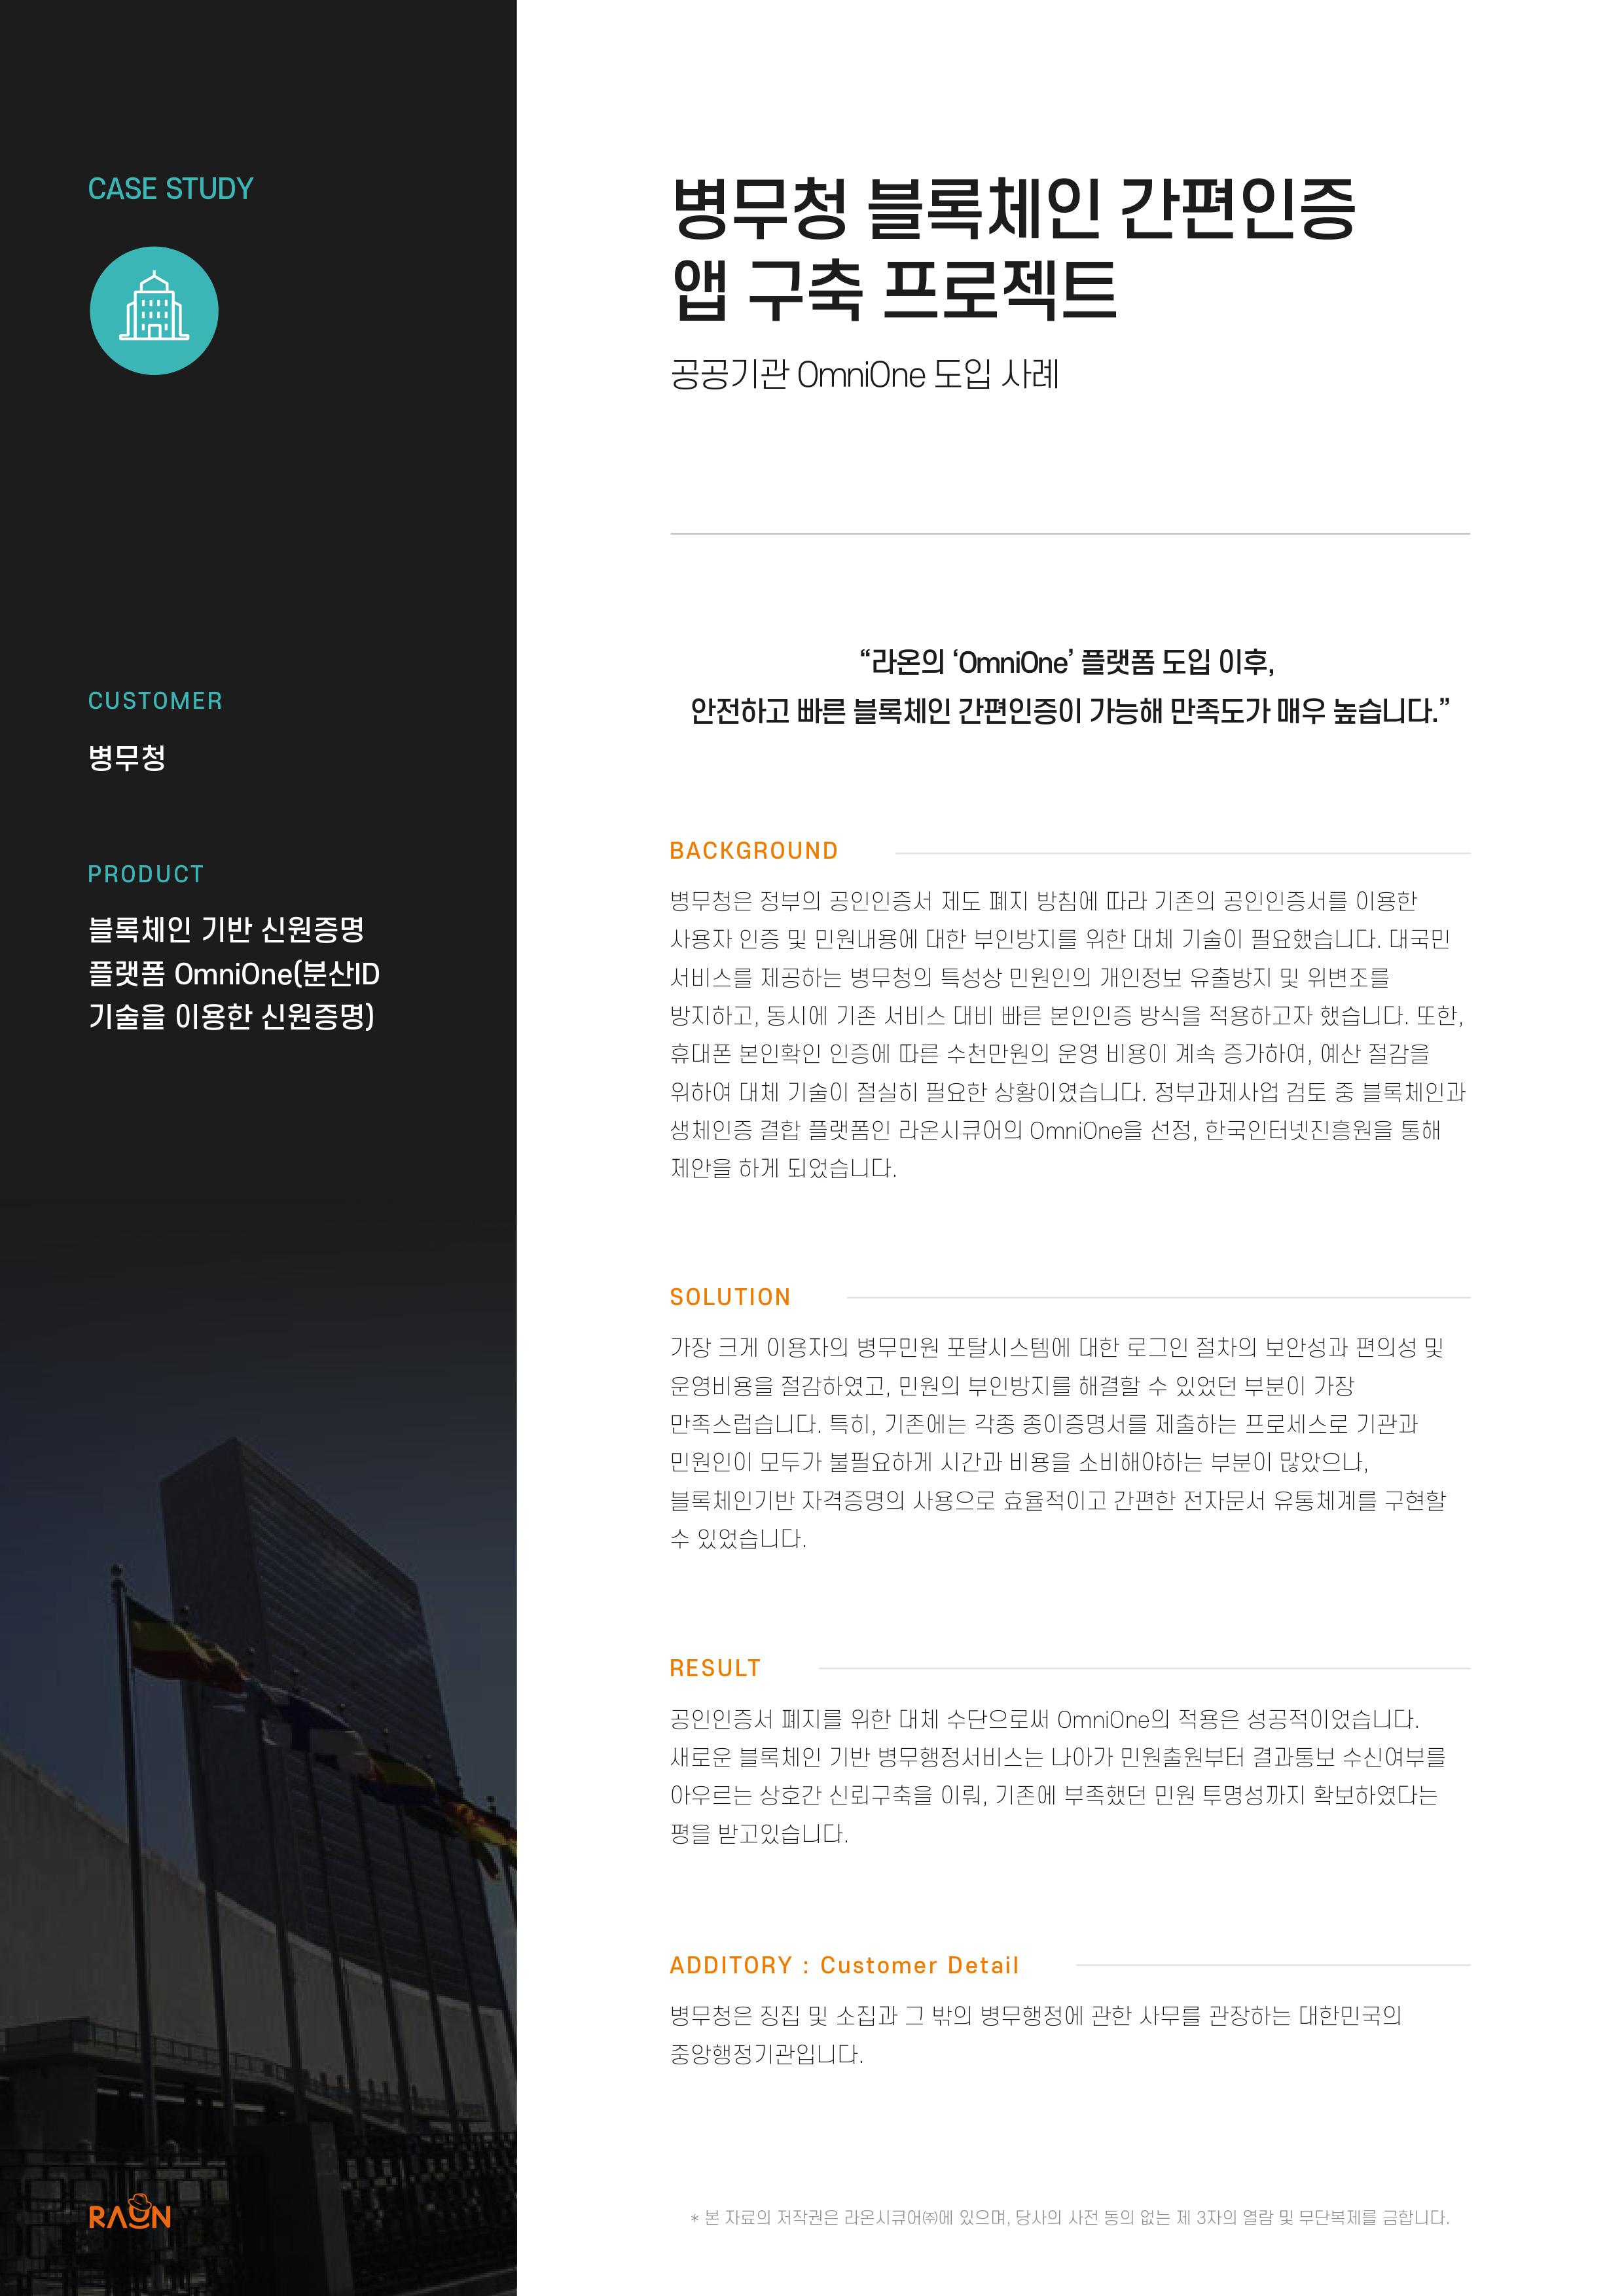 CASE STUDY
병무청 블록체인 간편인증
앱 구축 프로젝트
공공기관 OmniOne 도입 사례
CUSTOMER
병무청
PRODUCT
블록체인 기반 신원증명
플랫폼 OmniOne(분산ID
기술을 이용한 신원증명)
“라온의 ‘OmniOne’ 플랫폼 도입 이후,
안전하고 빠른 블록체인 간편인증이 가능해 만족도가 매우 높습니다.”
BACKGROUND
병무청은 정부의 공인인증서 제도 폐지 방침에 따라 기존의 공인인증서를 이용한
사용자 인증 및 민원내용에 대한 부인방지를 위한 대체 기술이 필요했습니다. 대국민
서비스를 제공하는 병무청의 특성상 민원인의 개인정보 유출방지 및 위변조를
방지하고, 동시에 기존 서비스 대비 빠른 본인인증 방식을 적용하고자 했습니다. 또한,
휴대폰 본인확인 인증에 따른 수천만원의 운영 비용이 계속 증가하여, 예산 절감을
위하여 대체 기술이 절실히 필요한 상황이였습니다. 정부과제사업 검토 중 블록체인과
생체인증 결합 플랫폼인 라온시큐어의 OmniOne을 선정, 한국인터넷진흥원을 통해
제안을 하게 되었습니다.
SOLUTION
가장 크게 이용자의 병무민원 포탈시스템에 대한 로그인 절차의 보안성과 편의성 및
운영비용을 절감하였고, 민원의 부인방지를 해결할 수 있었던 부분이 가장
만족스럽습니다. 특히, 기존에는 각종 종이증명서를 제출하는 프로세스로 기관과
민원인이 모두가 불필요하게 시간과 비용을 소비해야하는 부분이 많았으나,
블록체인기반 자격증명의 사용으로 효율적이고 간편한 전자문서 유통체계를 구현할
수 있었습니다.
RESULT
공인인증서 폐지를 위한 대체 수단으로써 OmniOne의 적용은 성공적이었습니다.
새로운 블록체인 기반 병무행정서비스는 나아가 민원출원부터 결과통보 수신여부를
아우르는 상호간 신뢰구축을 이뤄, 기존에 부족했던 민원 투명성까지 확보하였다는
평을 받고있습니다.
ADDITORY : Customer Detail
병무청은 징집 및 소집과 그 밖의 병무행정에 관한 사무를 관장하는 대한민국의
중앙행정기관입니다.
RAON
* 본 자료의 저작권은 라온시큐어㈜에 있으며, 당사의 사전 동의 없는 제 3자의 열람 및 무단복제를 금합니다.